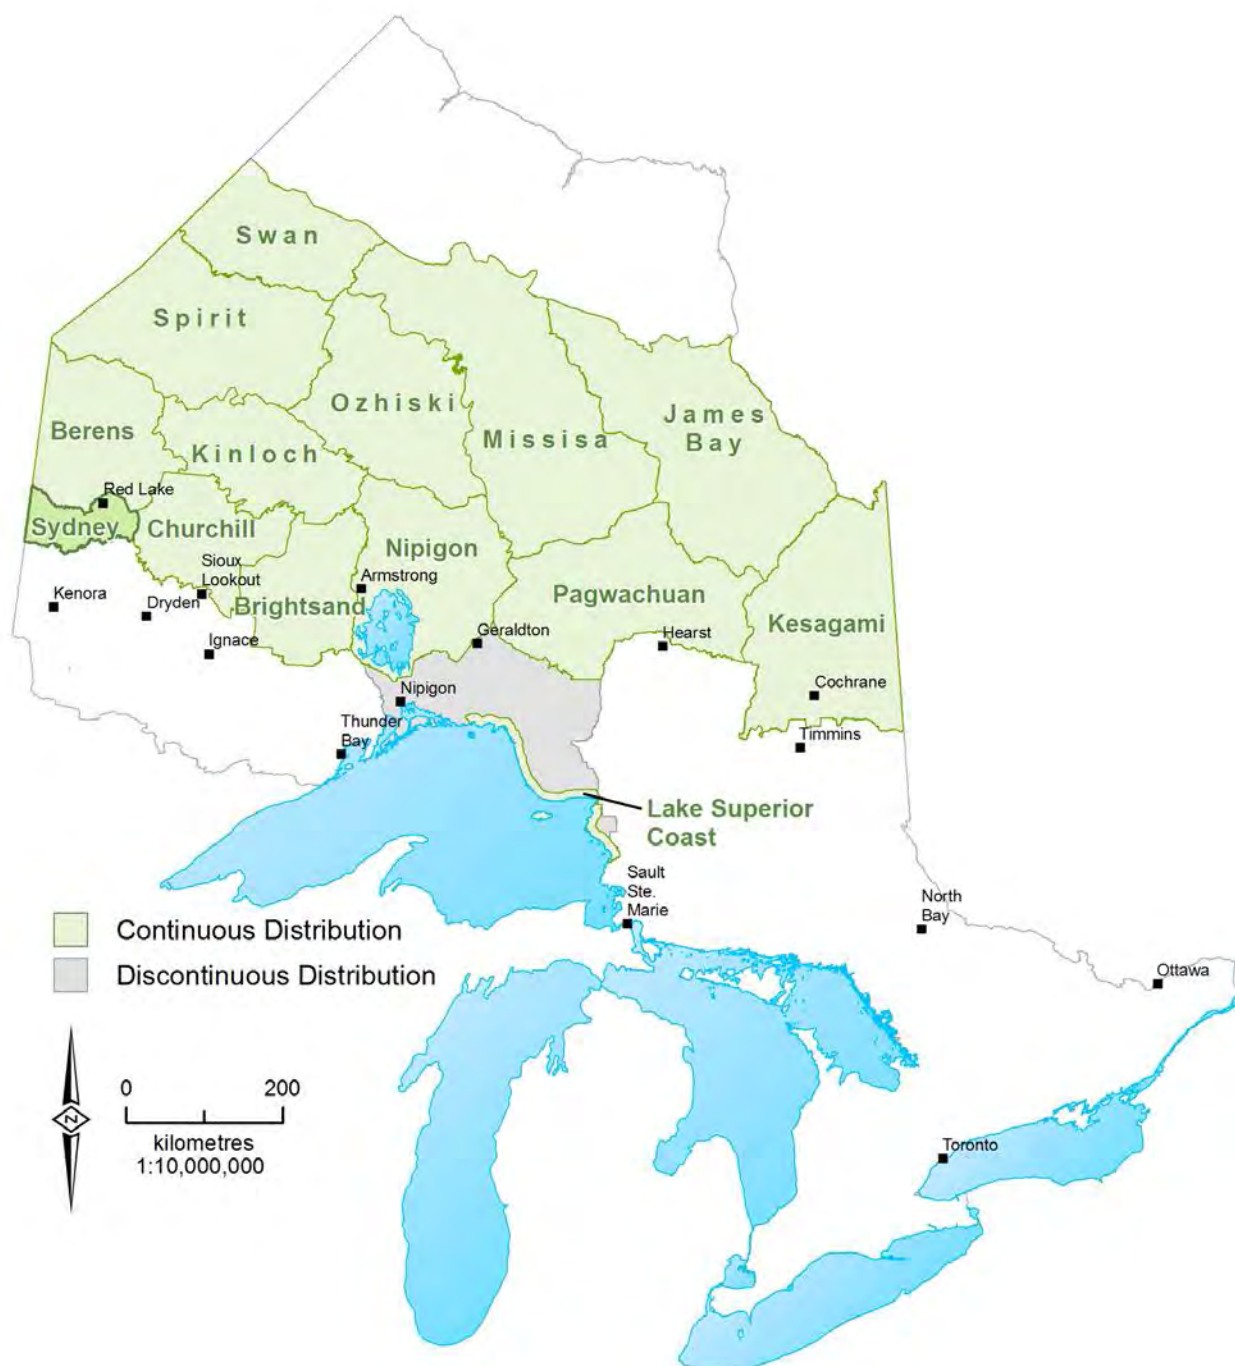 Swan
Spirit
Ozhiski
Berens
Kinloch
Missisa
James
Bay
Red Lake
Sydney
Churchill
Nipigon
Sioux
Lookout
Armstrong
Kenora
Dryden
Brightsand
Pagwachuan
Kesagami
Ignace
Geraldton
Hearst
Nipigon
Cochrane
Thunder
Bay
Timmins
Lake Superior
Coast
Sault
Ste.
Marie
North
Bay
Ottawa
Continuous Distribution
Discontinuous Distribution
0 200
kilometres
1:10,000,000
N
Toronto